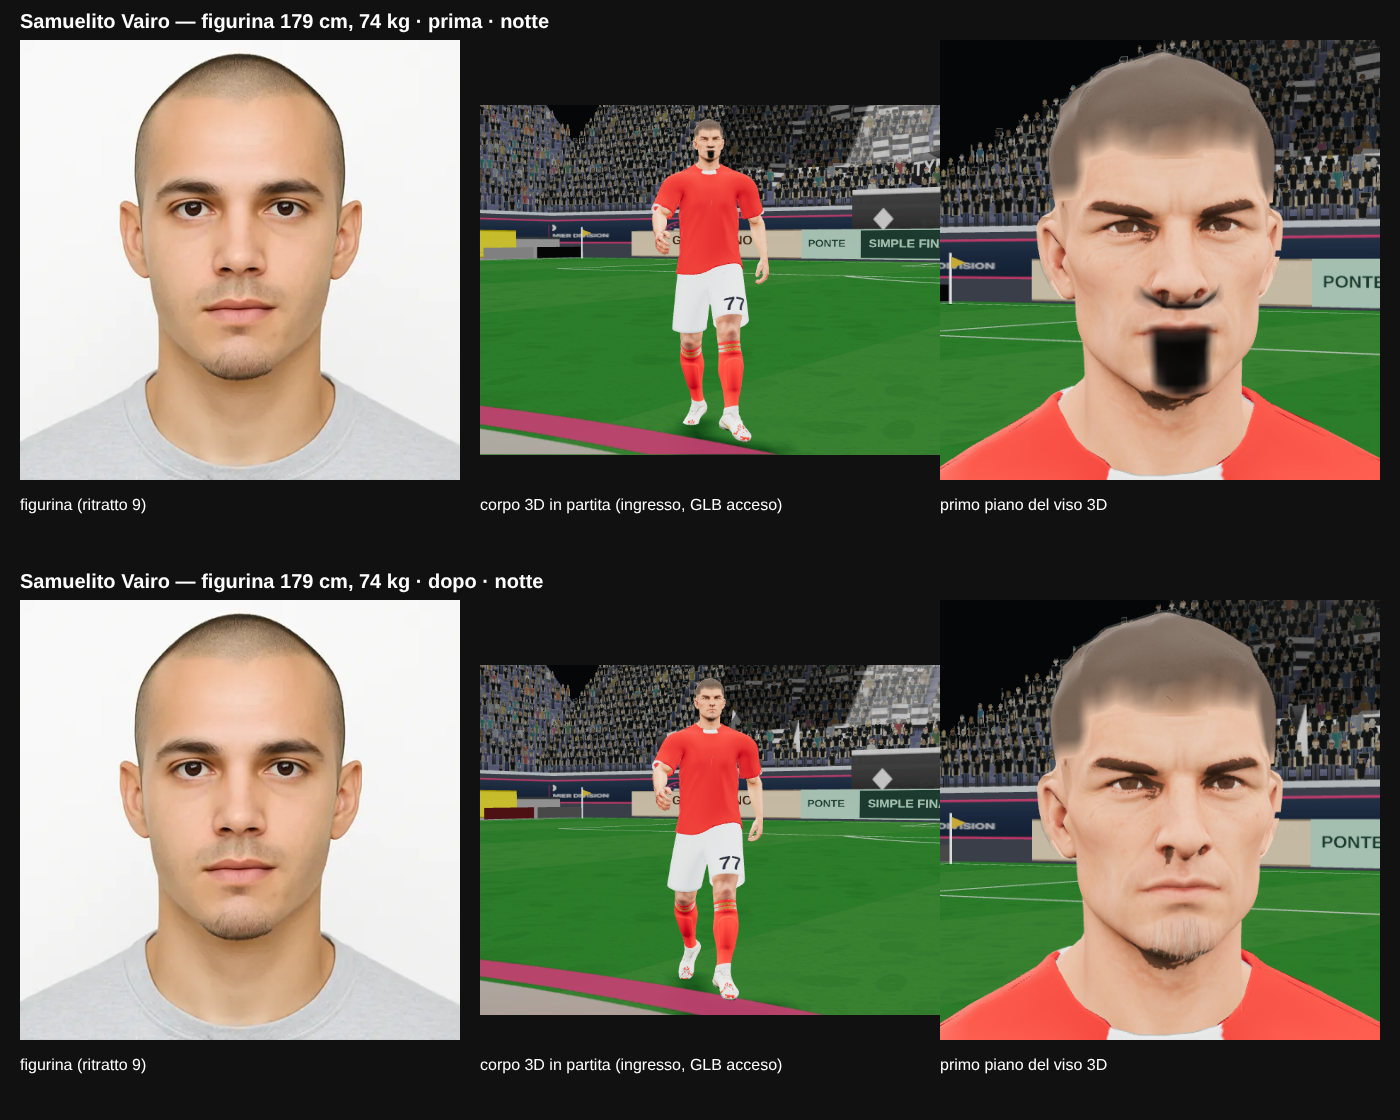 Samuelito Vairo — figurina 179 cm, 74 kg · prima · notte
77
PONTE
SIMPLE FIN
PONTE
figurina (ritratto 9)
corpo 3D in partita (ingresso, GLB acceso)
primo piano del viso 3D
Samuelito Vairo — figurina 179 cm, 74 kg · dopo · notte
77
PONTE
SIMPLE FIN
PONTE
figurina (ritratto 9)
corpo 3D in partita (ingresso, GLB acceso)
primo piano del viso 3D